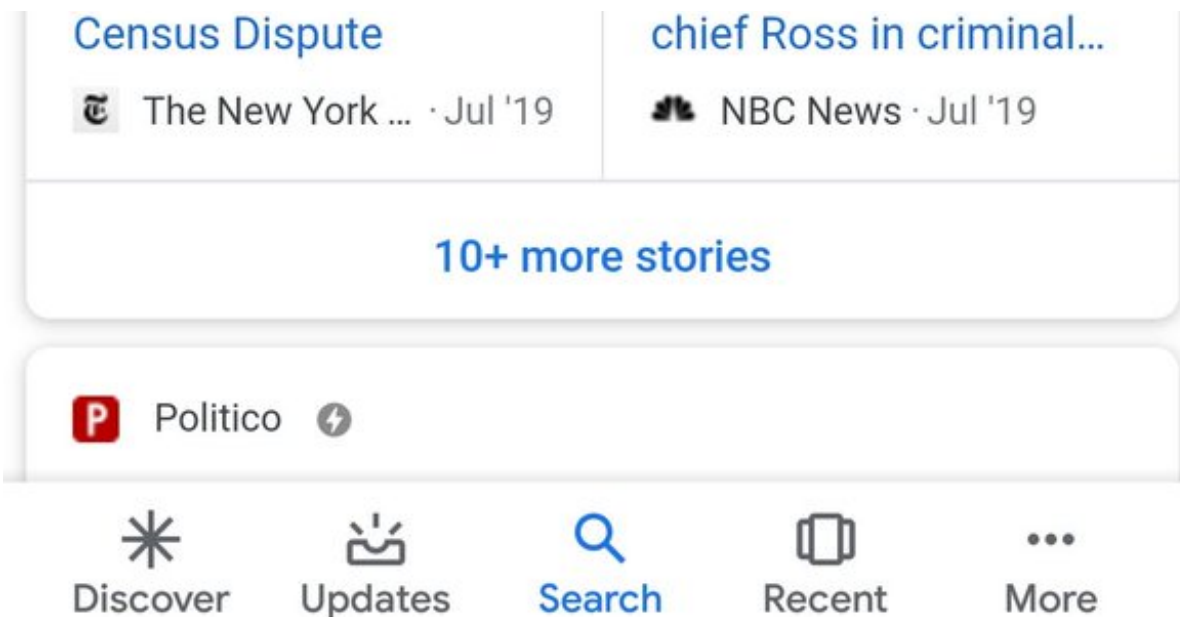 Census Dispute
The New York ... · Jul '19
chief Ross in criminal...
NBC News · Jul '19
10+ more stories
P Politico
Discover Updates Search Recent More